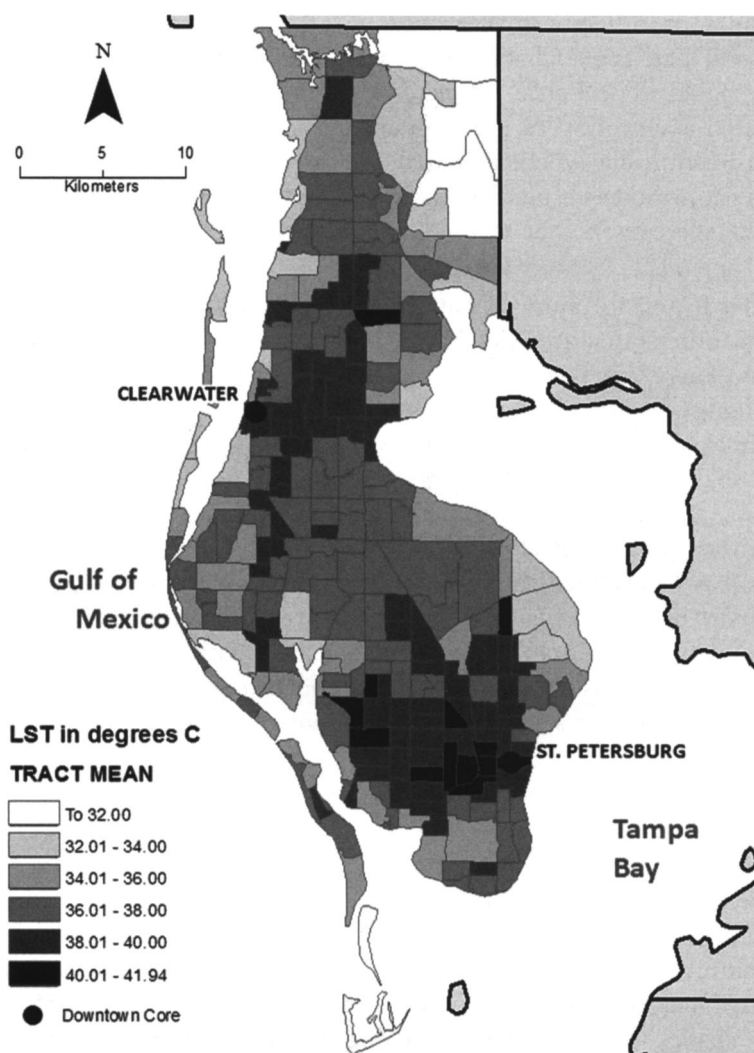 N
0 5 10
Kilometers
CLEARWATER
Gulf of
Mexico
LST in degrees C
TRACT MEAN
To 32.00
32.01 - 34.00
34.01 - 36.00
36.01 - 38.00
38.01 - 40.00
40.01 - 41.94
Downtown Core
ST. PETERSBURG
Tampa
Bay